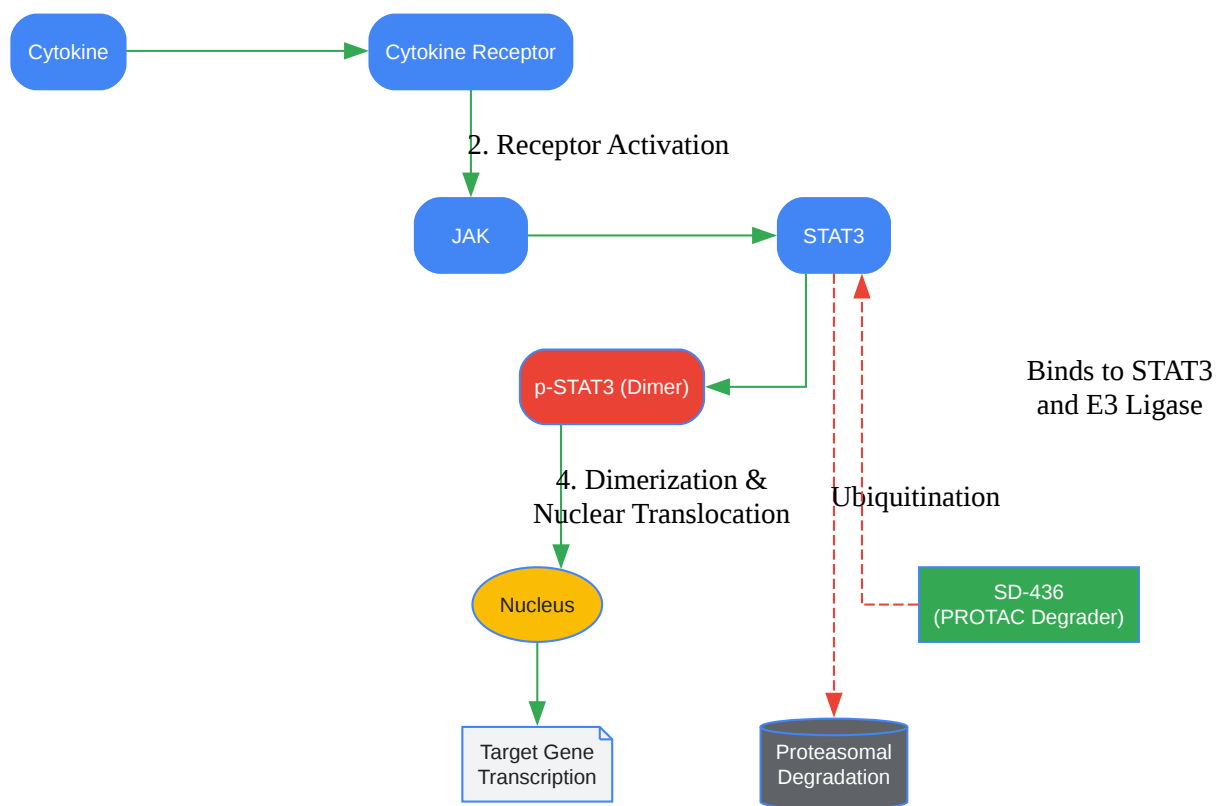 Cytokine
Cytokine Receptor
2. Receptor Activation
JAK
STAT3
p-STAT3 (Dimer)
Binds to STAT3
and E3 Ligase
4. Dimerization &
Nuclear Translocation
Ubiquitination
Nucleus
SD-436
(PROTAC Degrader)
Target Gene
Transcription
Proteasomal
Degradation